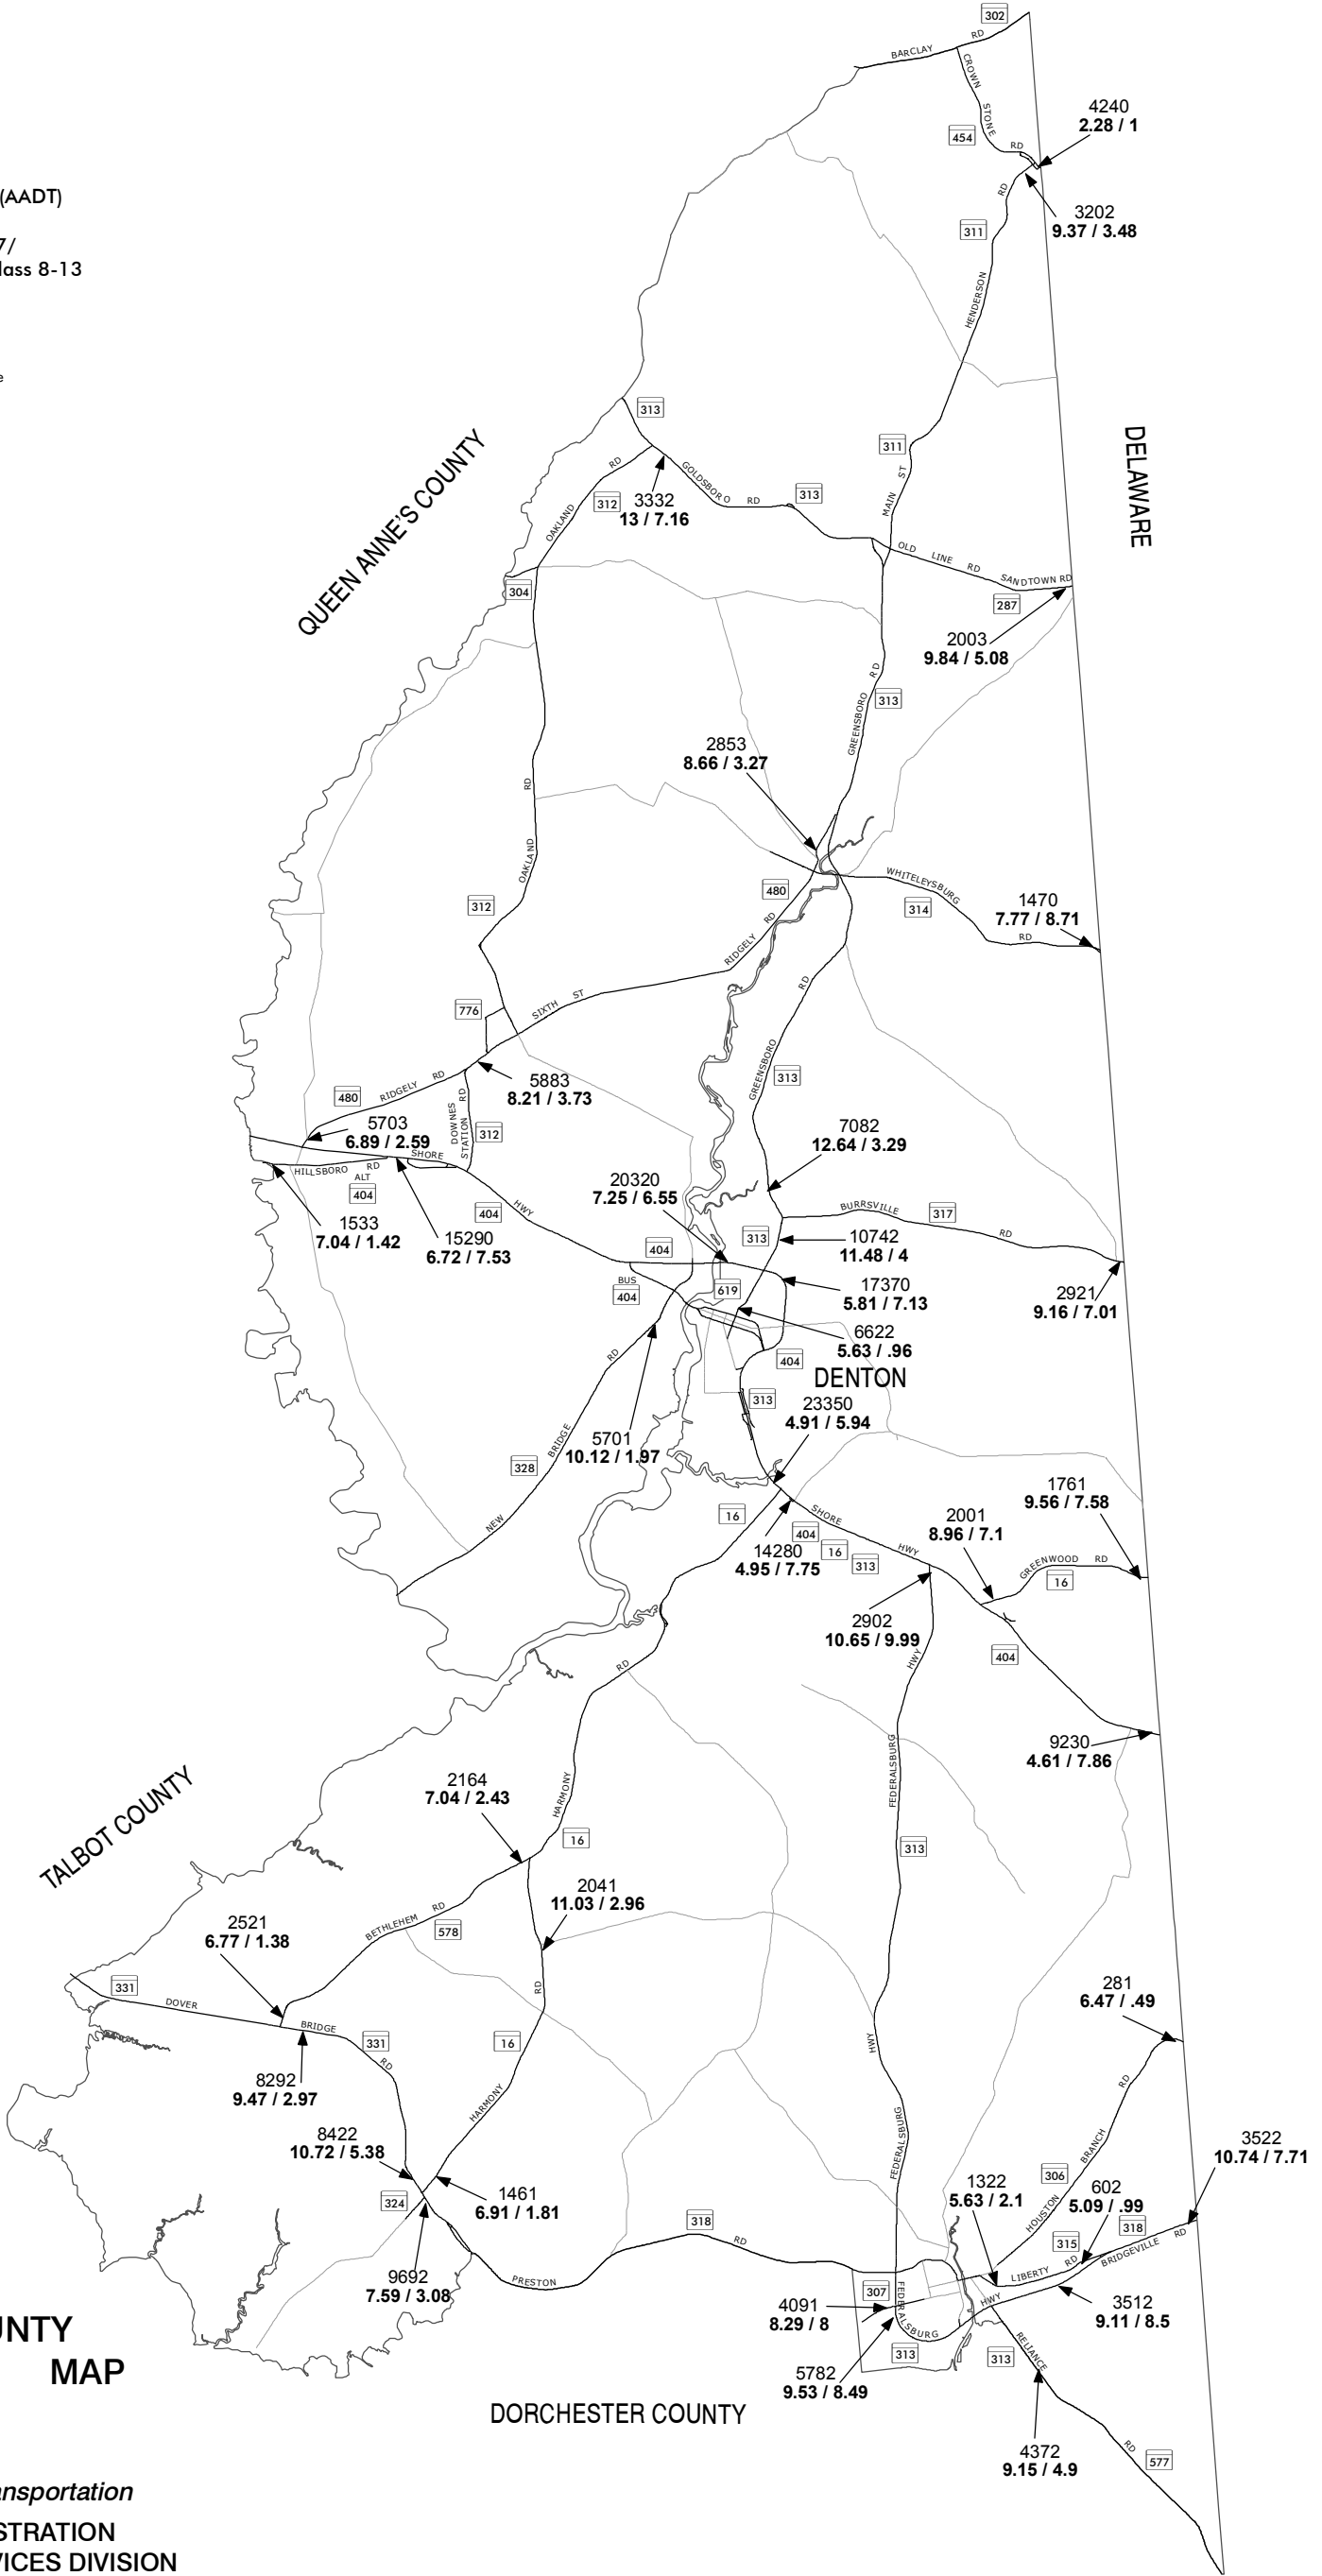 302
BARCLAY RD
CROWN STONE RD
454
4240
2.28 / 1
3202
9.37 / 3.48
(AADT)
7/
lass 8-13
e
311
HENDERSON RD
313
311
MAIN ST
GOLDSBORO RD
313
OAKLAND RD
312
3332
13 / 7.16
QUEEN ANNE'S COUNTY
DELAWARE
OLD LINE RD
SANDTOWN RD
304
287
2003
9.84 / 5.08
GREENSBORO RD
313
2853
8.66 / 3.27
OAKLAND RD
312
480
WHITELEYSBURG RD
314
1470
7.77 / 8.71
RIDGELY RD
SIXTH ST
776
GREENSBORO RD
313
5883
8.21 / 3.73
480
RIDGELY RD
DOWNES STATION RD
312
5703
6.89 / 2.59
7082
12.64 / 3.29
SHORE HWY
HILLSBORO RD
ALT
404
404
20320
7.25 / 6.55
1533
7.04 / 1.42
15290
6.72 / 7.53
BURRSVILLE RD
317
313
10742
11.48 / 4
404
BUS
404
619
17370
5.81 / 7.13
2921
9.16 / 7.01
6622
5.63 / .96
404
DENTON
313
23350
4.91 / 5.94
5701
10.12 / 1.97
NEW BRIDGE RD
328
16
SHORE HWY
404
16
313
14280
4.95 / 7.75
2001
8.96 / 7.1
1761
9.56 / 7.58
GREENWOOD RD
16
2902
10.65 / 9.99
404
9230
4.61 / 7.86
FEDERALSBURG HWY
313
TALBOT COUNTY
2164
7.04 / 2.43
HARMONY RD
16
2041
11.03 / 2.96
BETHLEHEM RD
578
2521
6.77 / 1.38
331
DOVER BRIDGE RD
331
8292
9.47 / 2.97
HARMONY RD
16
281
6.47 / .49
8422
10.72 / 5.38
FEDERALSBURG HWY
HOUSTON BRANCH RD
306
3522
10.74 / 7.71
324
1461
6.91 / 1.81
1322
5.63 / 2.1
602
5.09 / .99
318
315
LIBERTY RD
BRIDGEVILLE RD
318
PRESTON RD
9692
7.59 / 3.08
307
4091
8.29 / 8
FEDERALSBURG HWY
3512
9.11 / 8.5
313
313
RELIANCE RD
5782
9.53 / 8.49
UNTY
MAP
DORCHESTER COUNTY
4372
9.15 / 4.9
577
ansportation
STRATION
VICES DIVISION